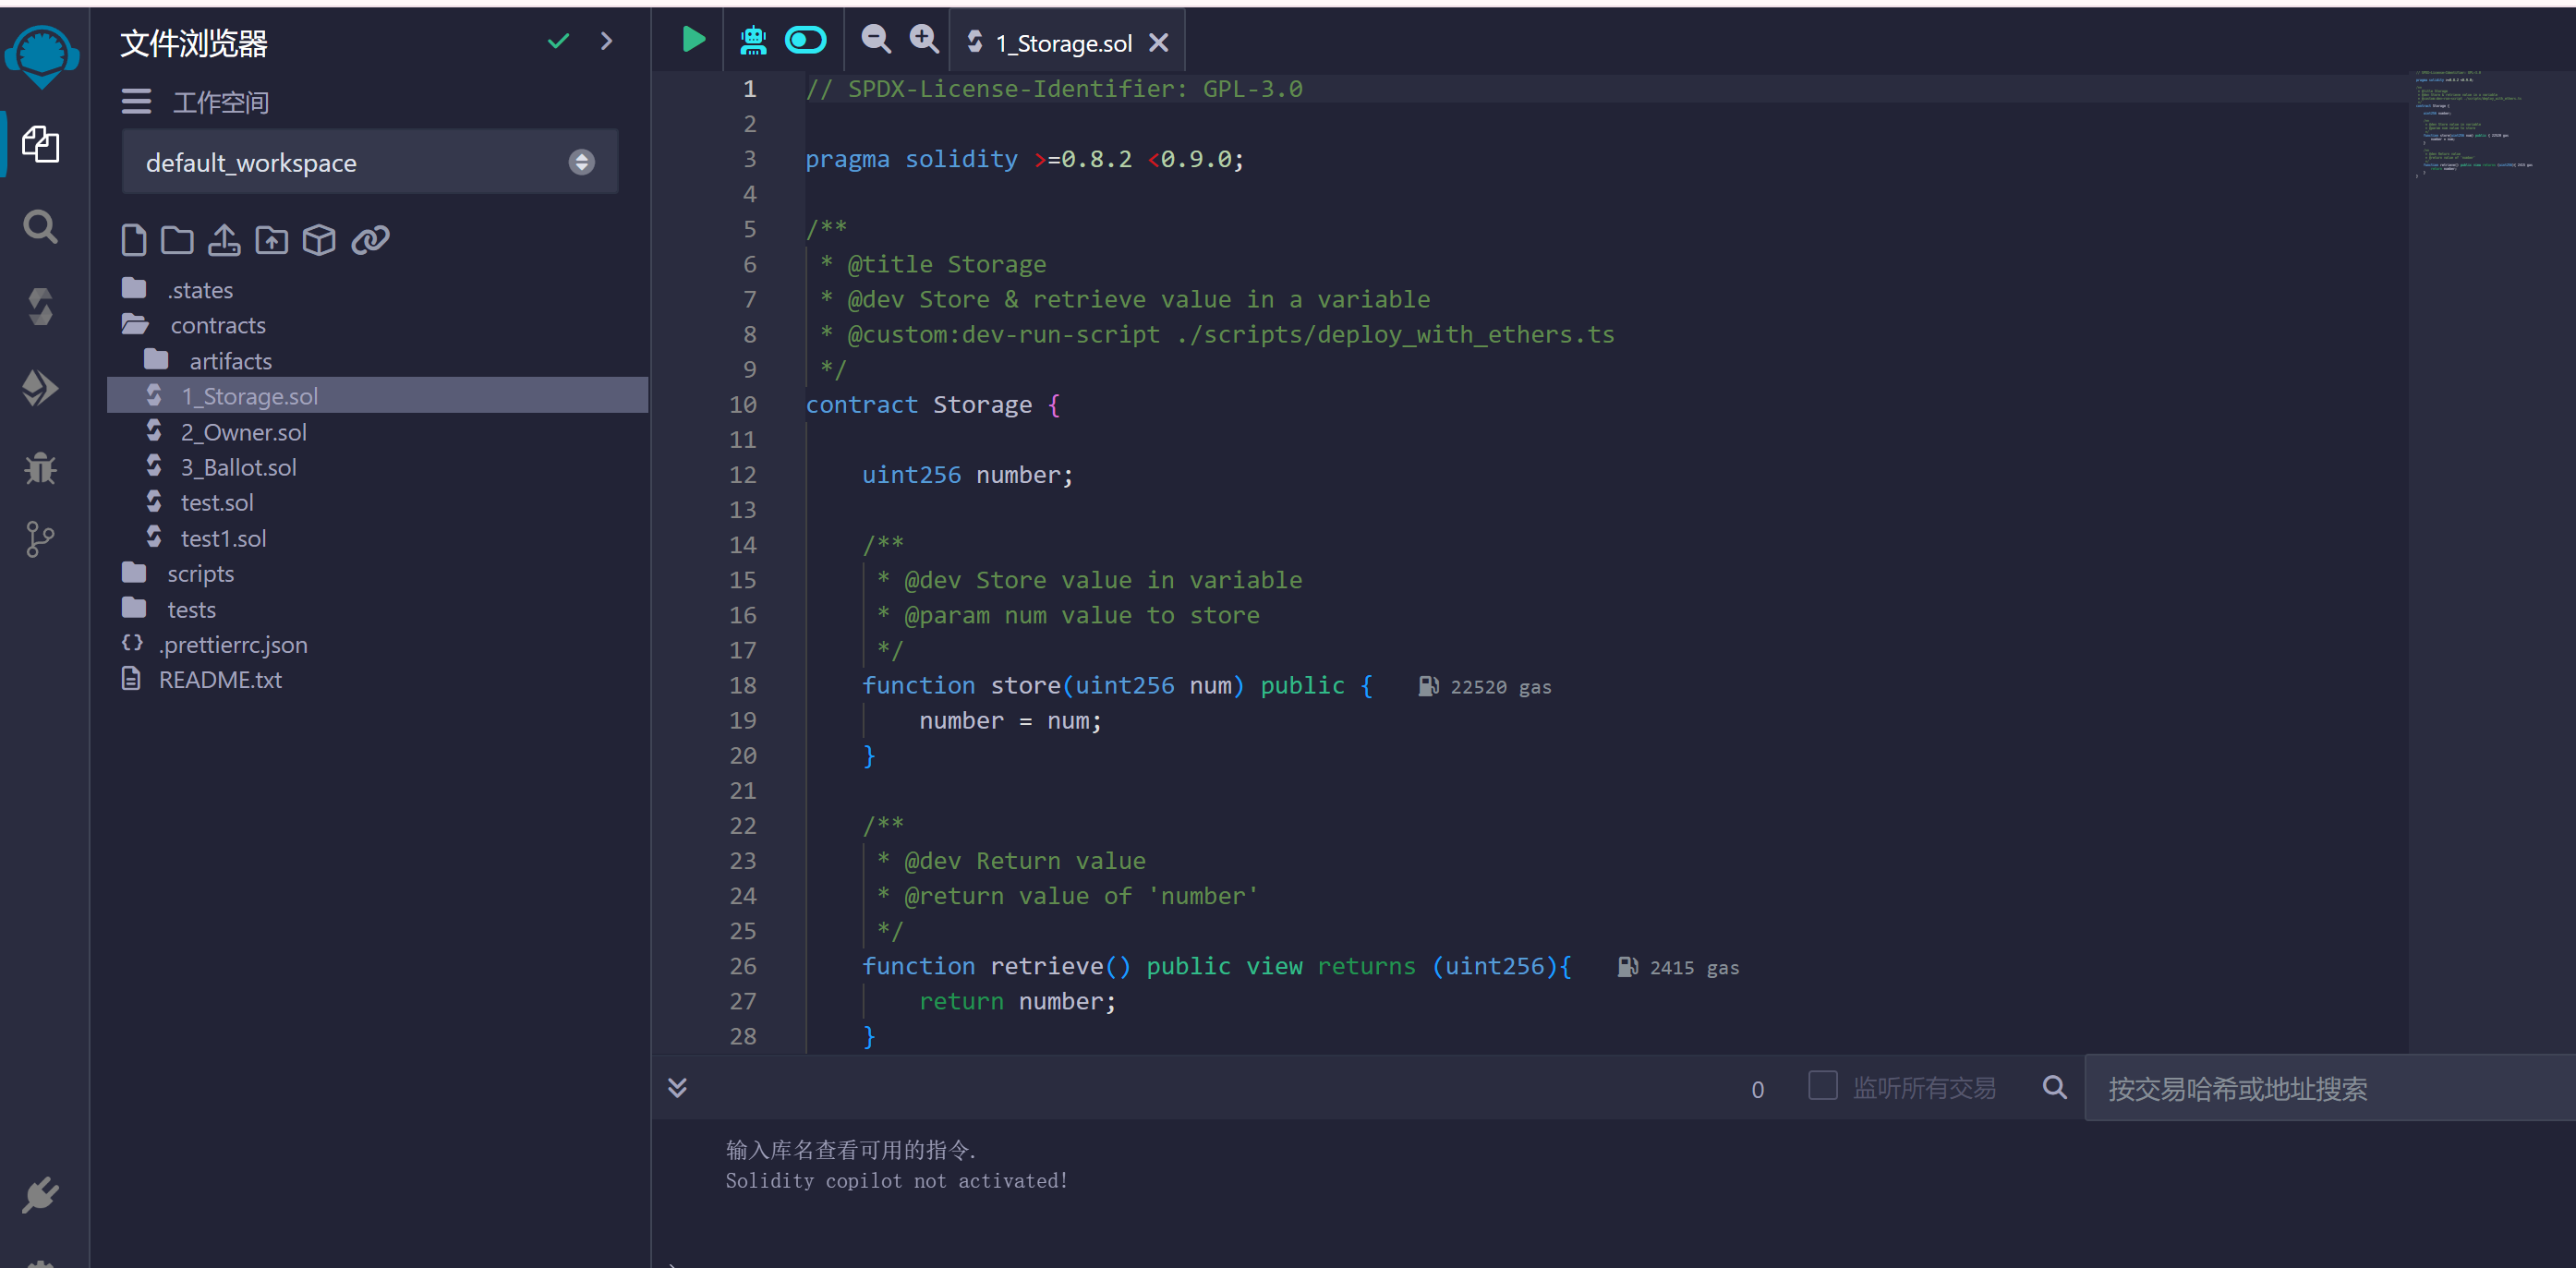 文件浏览器
工作空间
default_workspace
.states
contracts
artifacts
1_Storage.sol
2_Owner.sol
3_Ballot.sol
test.sol
test1.sol
scripts
tests
.prettierrc.json
README.txt
1_Storage.sol
1 // SPDX-License-Identifier: GPL-3.0
2
3 pragma solidity >=0.8.2 <0.9.0;
4
5 /**
6 * @title Storage
7 * @dev Store & retrieve value in a variable
8 * @custom:dev-run-script ./scripts/deploy_with_ethers.ts
9 */
10 contract Storage {
11
12 uint256 number;
13
14 /**
15 * @dev Store value in variable
16 * @param num value to store
17 */
18 function store(uint256 num) public { 22520 gas
19 number = num;
20 }
21
22 /**
23 * @dev Return value
24 * @return value of 'number'
25 */
26 function retrieve() public view returns (uint256){ 2415 gas
27 return number;
28 }
0 监听所有交易 按交易哈希或地址搜索
输入库名查看可用的指令.
Solidity copilot not activated!